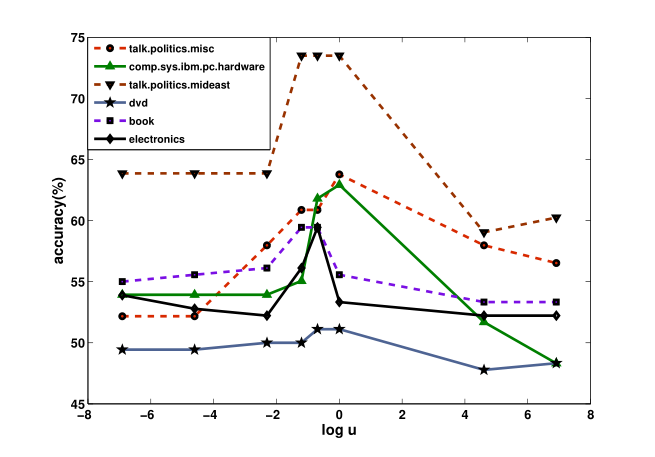 75
70
65
60
55
50
45
accuracy(%)
talk.politics.misc
comp.sys.ibm.pc.hardware
talk.politics.mideast
dvd
book
electronics
−8 −6 −4 −2 0 2 4 6 8
log u